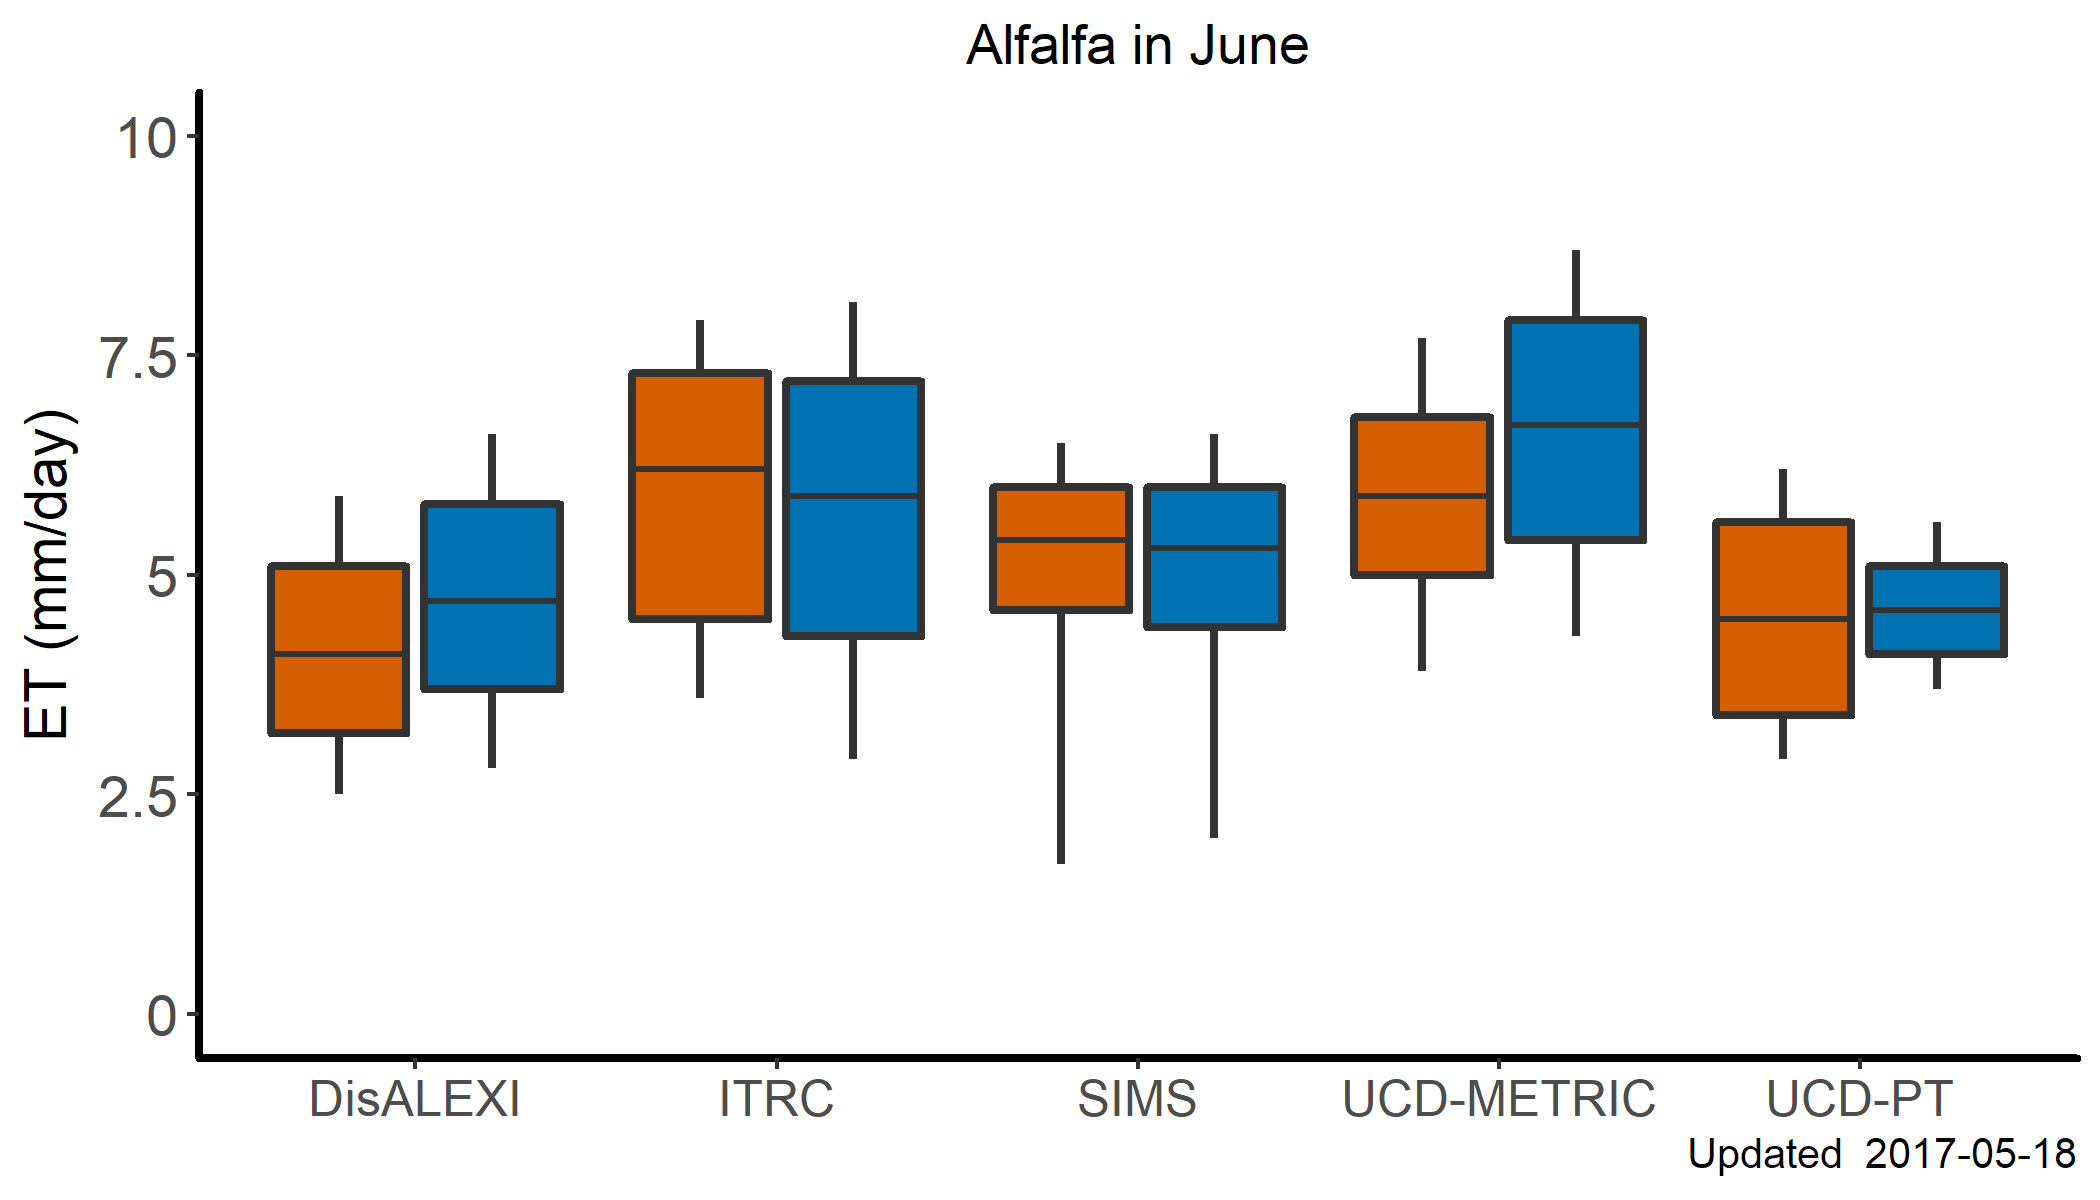 Alfalfa in June
ET (mm/day)
10
7.5
5
2.5
0
DisALEXI ITRC SIMS UCD-METRIC UCD-PT
Updated  2017-05-18